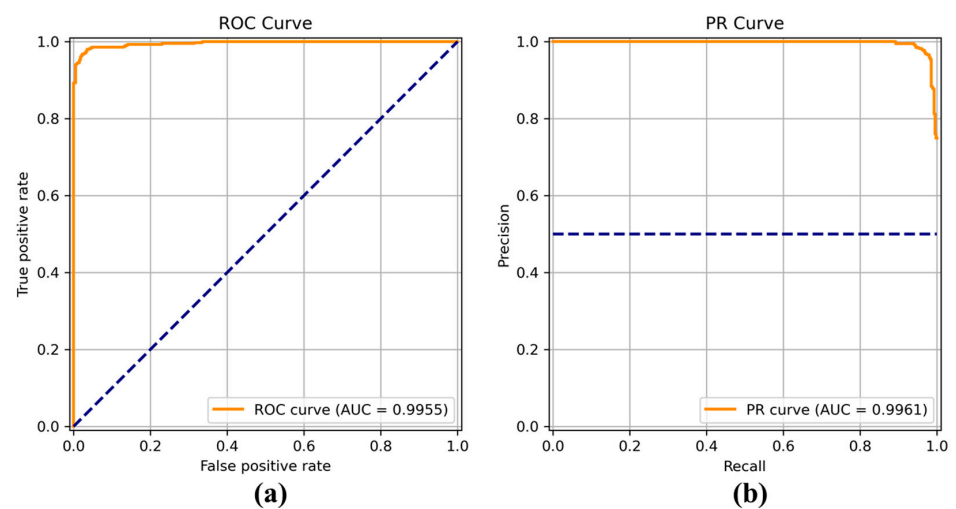 ROC Curve
1.0
0.8
0.6
0.4
0.2
0.0
True positive rate
ROC curve (AUC = 0.9955)
0.0 0.2 0.4 0.6 0.8 1.0
False positive rate
(a)
PR Curve
1.0
0.8
0.6
0.4
0.2
0.0
Precision
PR curve (AUC = 0.9961)
0.0 0.2 0.4 0.6 0.8 1.0
Recall
(b)